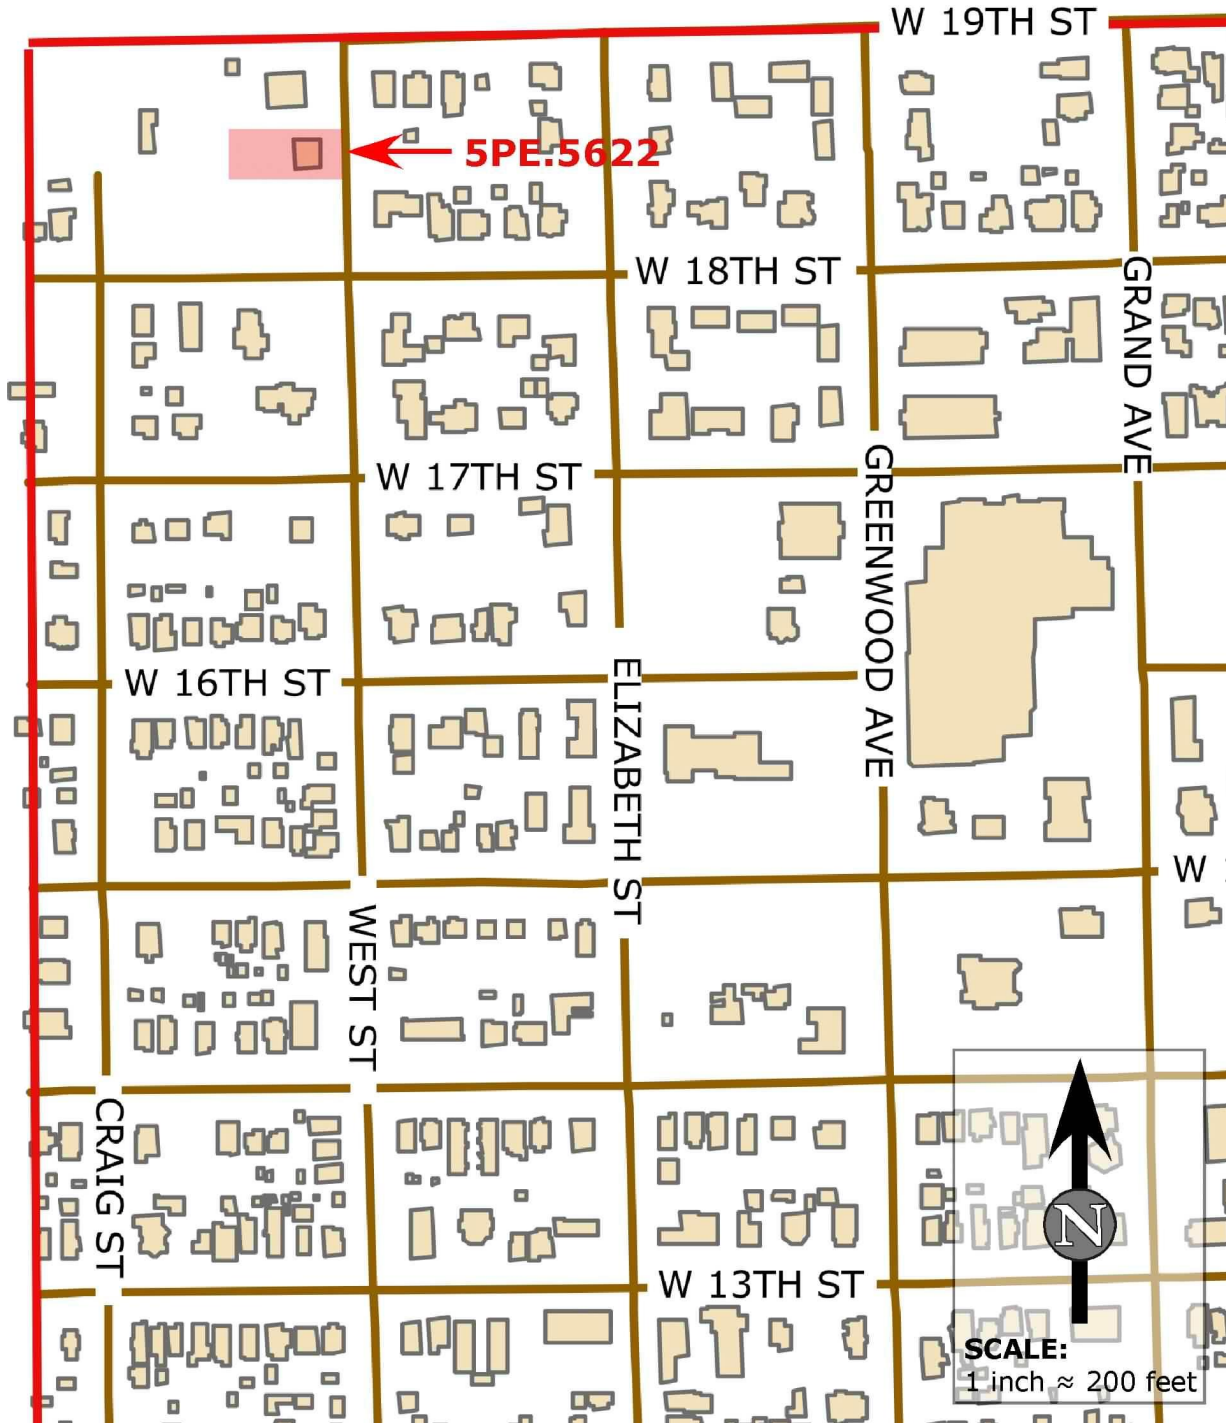 W 19TH ST
5PE.5622
W 18TH ST
GRAND AVE
W 17TH ST
GREENWOOD AVE
W 16TH ST
ELIZABETH ST
W
WEST ST
CRAIG ST
N
W 13TH ST
SCALE:
1 inch ≈ 200 feet